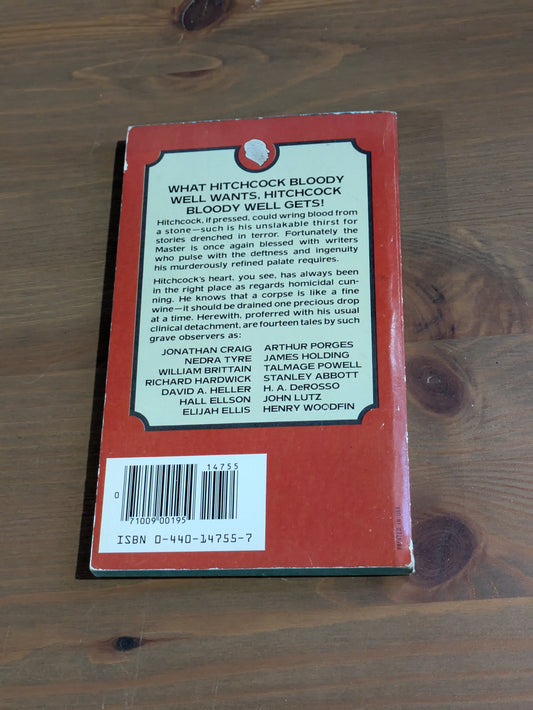 WHAT HITCHCOCK BLOODY
WELL WANTS, HITCHCOCK
BLOODY WELL GETS!
Hitchcock, if pressed, could wring blood from
a stone—such is his unslakable thirst for
stories drenched in terror. Fortunately the
Master is once again blessed with writers
who pulse with the deftness and ingenuity
his murderously refined palate requires.
Hitchcock's heart, you see, has always been
in the right place as regards homicidal cun-
ning. He knows that a corpse is like a fine
wine—it should be drained one precious drop
at a time. Herewith, proferred with his usual
clinical detachment, are fourteen tales by such
grave observers as:
JONATHAN CRAIG ARTHUR PORGES
NEDRA TYRE JAMES HOLDING
WILLIAM BRITTAIN TALMAGE POWELL
RICHARD HARDWICK STANLEY ABBOTT
DAVID A. HELLER H. A. DeROSSO
HALL ELLSON JOHN LUTZ
ELIJAH ELLIS HENRY WOODFIN
14755
0
71009 00195
ISBN 0-440-14755-7
PRINTED IN USA